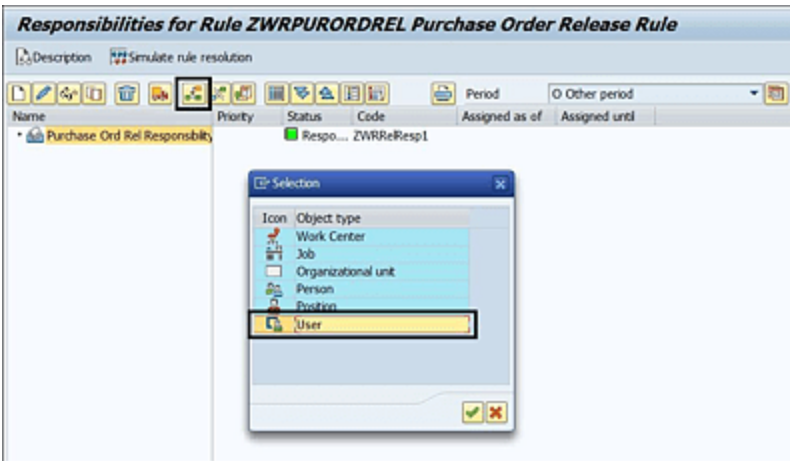 Responsibilities for Rule ZWRPURORDREL Purchase Order Release Rule
Description Simulate rule resolution
Period O Other period
Name Priority Status Code Assigned as of Assigned until
Purchase Ord Rel Responsbilty Respo... ZWRRelResp1
Selection
Icon Object type
Work Center
Job
Organizational unit
Person
Position
User